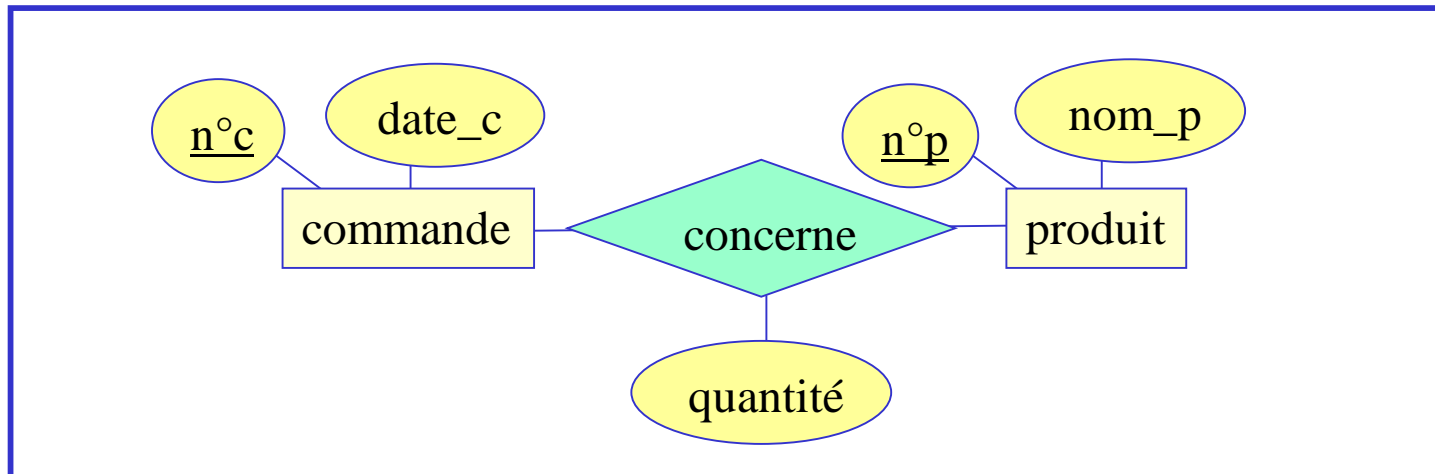 n°c
date_c
n°p
nom_p
commande
concerne
produit
quantité